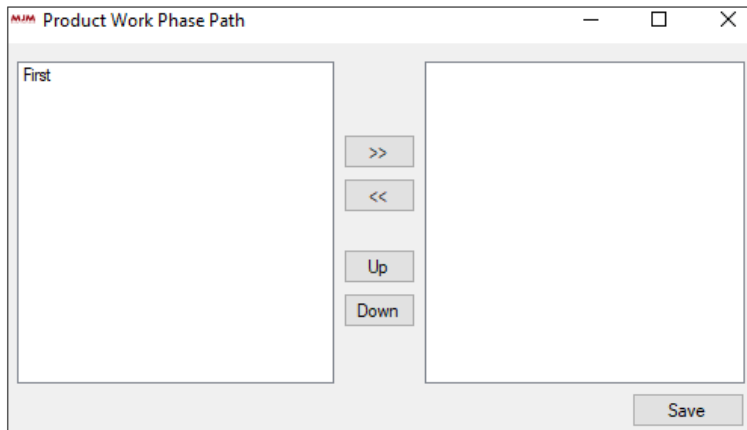 MJM Product Work Phase Path
First
>>
<<
Up
Down
Save